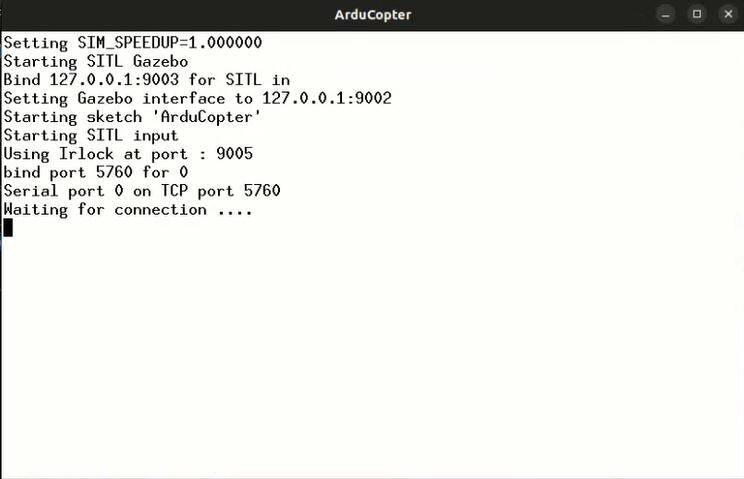 ArduCopter
Setting SIM_SPEEDUP=1.000000
Starting SITL Gazebo
Bind 127.0.0.1:9003 for SITL in
Setting Gazebo interface to 127.0.0.1:9002
Starting sketch 'ArduCopter'
Starting SITL input
Using Irlock at port : 9005
bind port 5760 for 0
Serial port 0 on TCP port 5760
Waiting for connection ....